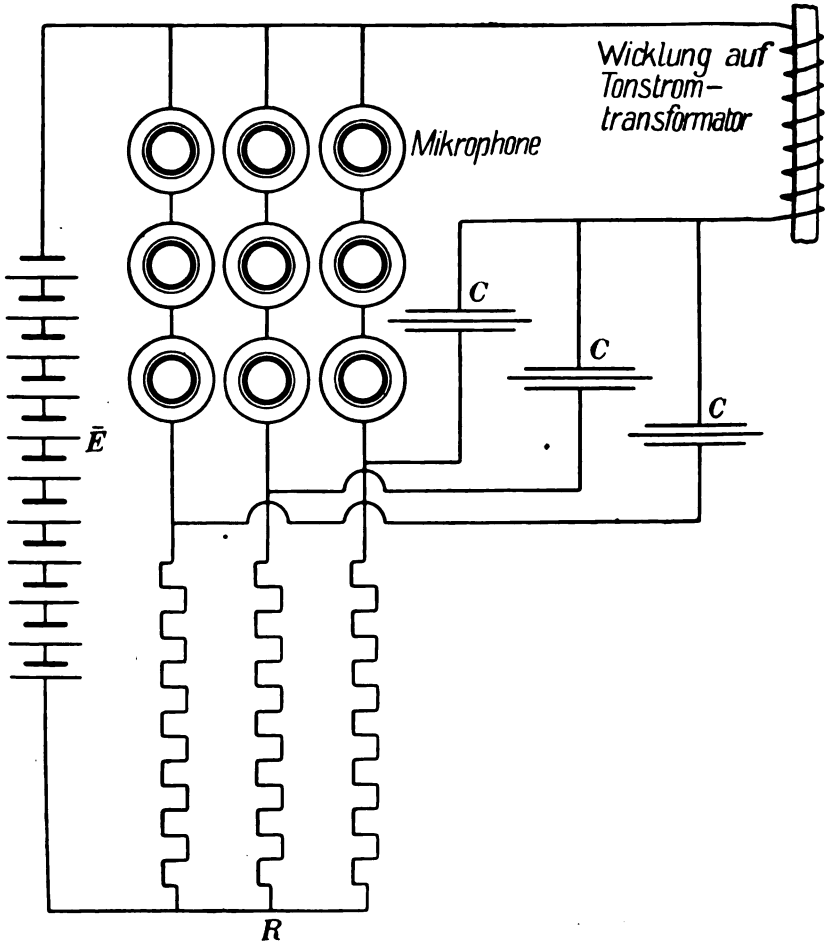 Wicklung auf
Tonstrom-
transformator
Mikrophone
C
C
C
Ē
R